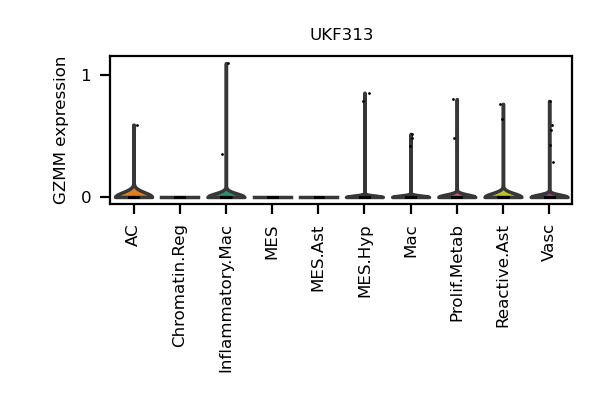 UKF313
GZMM expression
1
0
AC
Chromatin.Reg
Inflammatory.Mac
MES
MES.Ast
MES.Hyp
Mac
Prolif.Metab
Reactive.Ast
Vasc